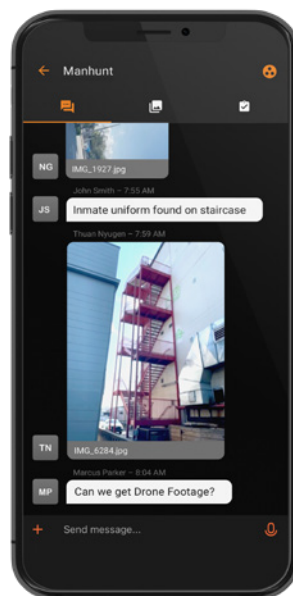 Manhunt
NG
IMG_1927.jpg
John Smith – 7:55 AM
JS
Inmate uniform found on staircase
Thuan Nyugen – 7:59 AM
TN
IMG_6284.jpg
Marcus Parker – 8:04 AM
MP
Can we get Drone Footage?
Send message...